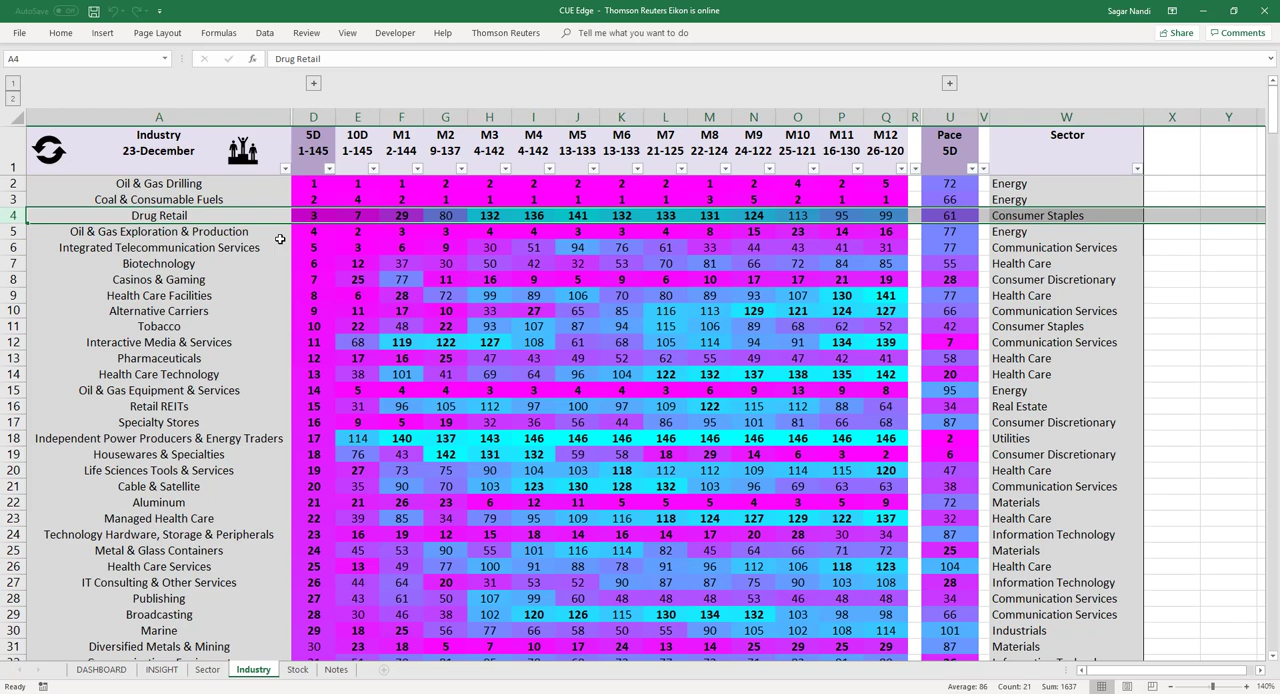 AutoSave Off
CUE Edge - Thomson Reuters Eikon is online
Sagar Nandi
File Home Insert Page Layout Formulas Data Review View Developer Help Thomson Reuters Tell me what you want to do Share Comments
A4 fx Drug Retail
1
2
A D E F G H I J K L M N O P Q R U V W X Y
Industry 5D 10D M1 M2 M3 M4 M5 M6 M7 M8 M9 M10 M11 M12 Pace Sector
23-December 1-145 1-145 2-144 9-137 4-142 4-142 13-133 13-133 21-125 22-124 24-122 25-121 16-130 26-120 5D
1
2 Oil & Gas Drilling 1 1 1 2 2 2 2 2 2 1 2 4 2 5 72 Energy
3 Coal & Consumable Fuels 2 4 2 1 1 1 1 1 1 3 5 2 1 1 66 Energy
4 Drug Retail 3 7 29 80 132 136 141 132 133 131 124 113 95 99 61 Consumer Staples
5 Oil & Gas Exploration & Production 4 2 3 3 4 4 3 3 4 8 15 23 14 16 77 Energy
6 Integrated Telecommunication Services 5 3 6 9 30 51 94 76 61 33 44 43 41 31 77 Communication Services
7 Biotechnology 6 12 37 30 50 42 32 53 70 81 66 72 84 85 55 Health Care
8 Casinos & Gaming 7 25 77 11 16 9 5 9 6 10 17 17 21 19 28 Consumer Discretionary
9 Health Care Facilities 8 6 28 72 99 89 106 70 80 89 93 107 130 141 77 Health Care
10 Alternative Carriers 9 11 17 10 33 27 65 85 116 113 129 121 124 127 66 Communication Services
11 Tobacco 10 22 48 22 93 107 87 94 115 106 89 68 62 52 42 Consumer Staples
12 Interactive Media & Services 11 68 119 122 127 108 61 68 105 114 94 91 134 139 7 Communication Services
13 Pharmaceuticals 12 17 16 25 47 43 49 52 62 55 49 47 42 41 58 Health Care
14 Health Care Technology 13 38 101 41 69 64 96 104 122 132 137 138 135 142 20 Health Care
15 Oil & Gas Equipment & Services 14 5 4 4 3 3 4 4 3 6 9 13 9 8 95 Energy
16 Retail REITs 15 31 96 105 112 97 100 97 109 122 115 112 88 64 34 Real Estate
17 Specialty Stores 16 9 5 19 32 36 56 44 86 95 101 81 66 68 87 Consumer Discretionary
18 Independent Power Producers & Energy Traders 17 114 140 137 143 146 146 146 146 146 146 146 146 146 2 Utilities
19 Housewares & Specialties 18 76 43 142 131 132 59 58 18 29 14 6 3 2 6 Consumer Discretionary
20 Life Sciences Tools & Services 19 27 73 75 90 104 103 118 112 112 109 114 115 120 47 Health Care
21 Cable & Satellite 20 35 90 70 103 123 130 128 132 103 96 69 63 63 38 Communication Services
22 Aluminum 21 21 26 23 6 12 11 5 5 5 4 3 5 9 72 Materials
23 Managed Health Care 22 39 85 34 79 95 109 116 118 124 127 129 122 137 32 Health Care
24 Technology Hardware, Storage & Peripherals 23 16 19 12 15 18 14 16 14 17 20 28 30 34 87 Information Technology
25 Metal & Glass Containers 24 45 53 90 55 101 116 114 82 45 64 66 71 72 25 Materials
26 Health Care Services 25 13 49 77 100 91 88 78 91 96 112 106 118 123 104 Health Care
27 IT Consulting & Other Services 26 44 64 20 31 53 52 90 87 87 75 90 103 108 28 Information Technology
28 Publishing 27 43 61 50 107 99 60 48 48 48 53 46 48 48 34 Communication Services
29 Broadcasting 28 30 46 38 102 120 126 115 130 134 132 103 98 98 66 Communication Services
30 Marine 29 18 25 56 77 66 58 50 55 90 105 102 108 114 101 Industrials
31 Diversified Metals & Mining 30 23 18 5 7 10 17 24 13 14 25 29 25 29 87 Materials
DASHBOARD INSIGHT Sector Industry Stock Notes
Ready Average: 86 Count: 21 Sum: 1637 140%